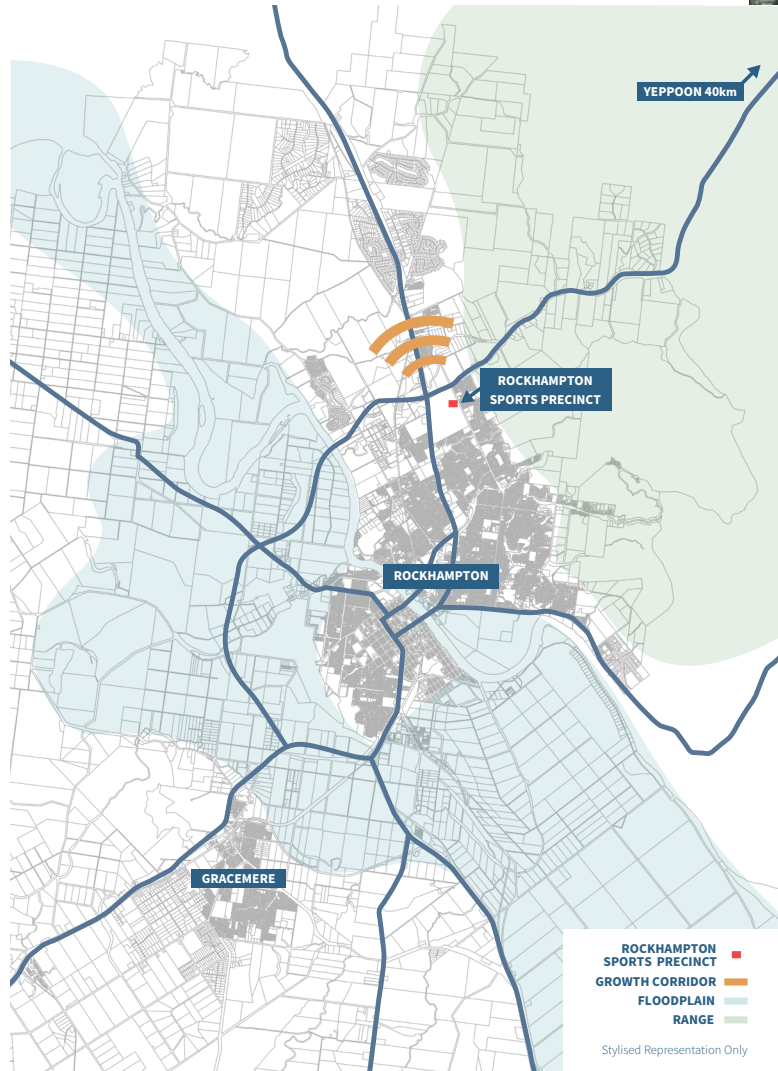 YEPPOON 40km
ROCKHAMPTON
SPORTS PRECINCT
ROCKHAMPTON
GRACEMERE
ROCKHAMPTON
SPORTS PRECINCT
GROWTH CORRIDOR
FLOODPLAIN
RANGE
Stylised Representation Only